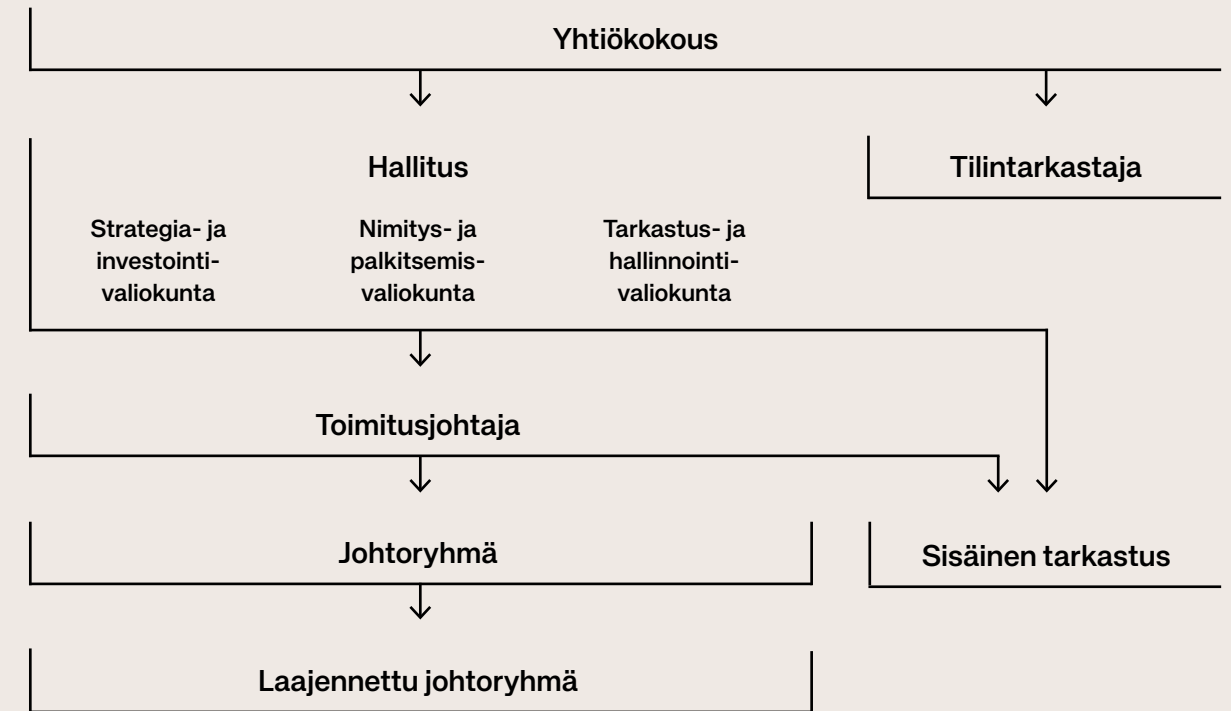 Yhtiökokous
Hallitus
Tilintarkastaja
Strategia- ja
investointi-
valiokunta
Nimitys- ja
palkitsemis-
valiokunta
Tarkastus- ja
hallinnointi-
valiokunta
Toimitusjohtaja
Johtoryhmä
Sisäinen tarkastus
Laajennettu johtoryhmä